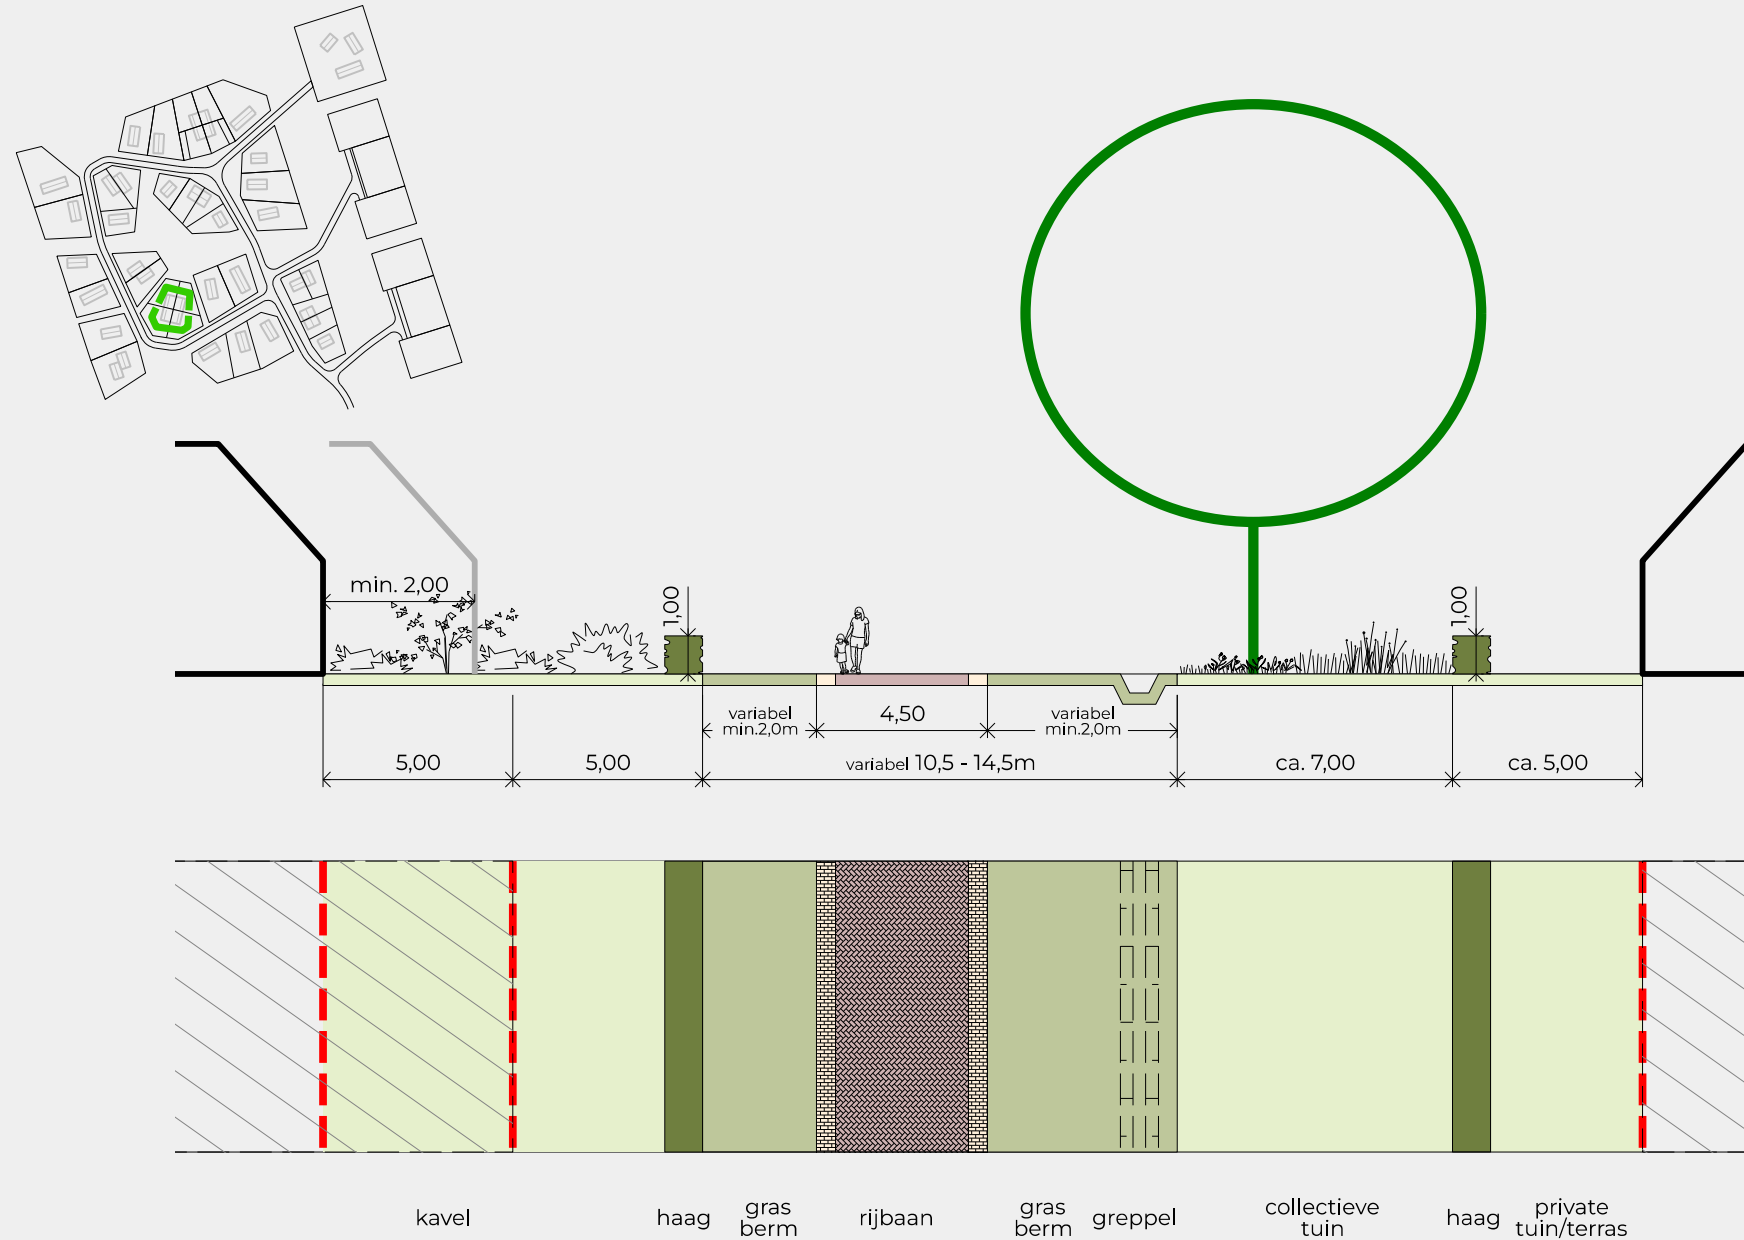 min. 2,00
1,00
1,00
variabel
min.2,0m
4,50
variabel
min.2,0m
5,00
5,00
variabel 10,5 - 14,5m
ca. 7,00
ca. 5,00
kavel
haag
gras
berm
rijbaan
gras
berm
greppel
collectieve
tuin
haag
private
tuin/terras